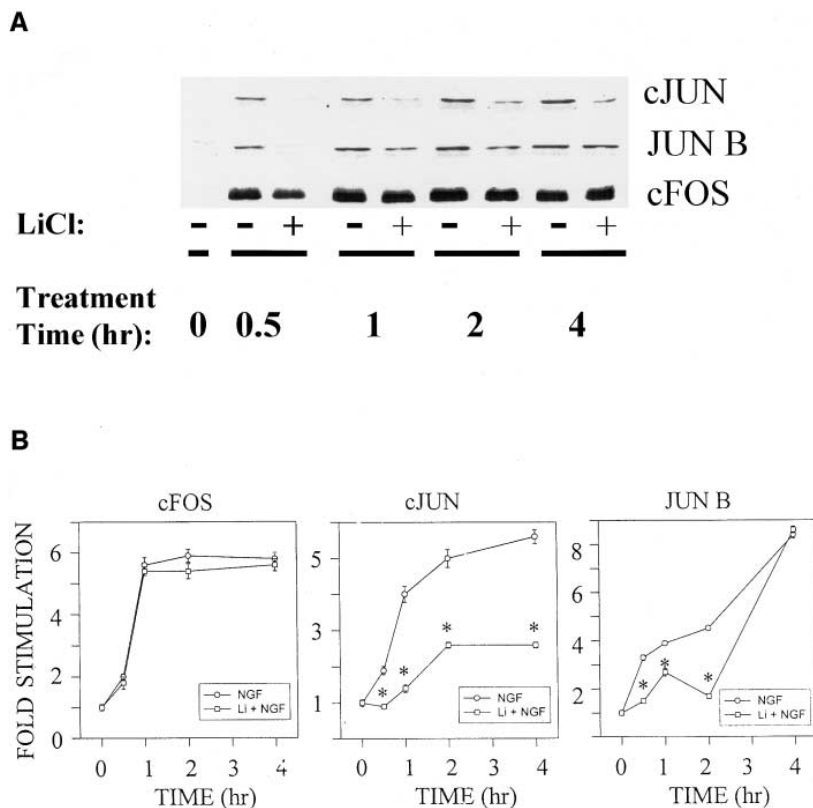 A
cJUN
JUN B
cFOS
LiCl: - - + - + - + - +
Treatment
Time (hr): 0 0.5 1 2 4
B
cFOS cJUN JUN B
FOLD STIMULATION
6
4
2
0
NGF
Li + NGF
0 1 2 3 4
TIME (hr)
5
3
1
* * * *
NGF
Li + NGF
0 1 2 3 4
TIME (hr)
8
6
4
2
* * *
NGF
Li + NGF
0 1 2 3 4
TIME (hr)